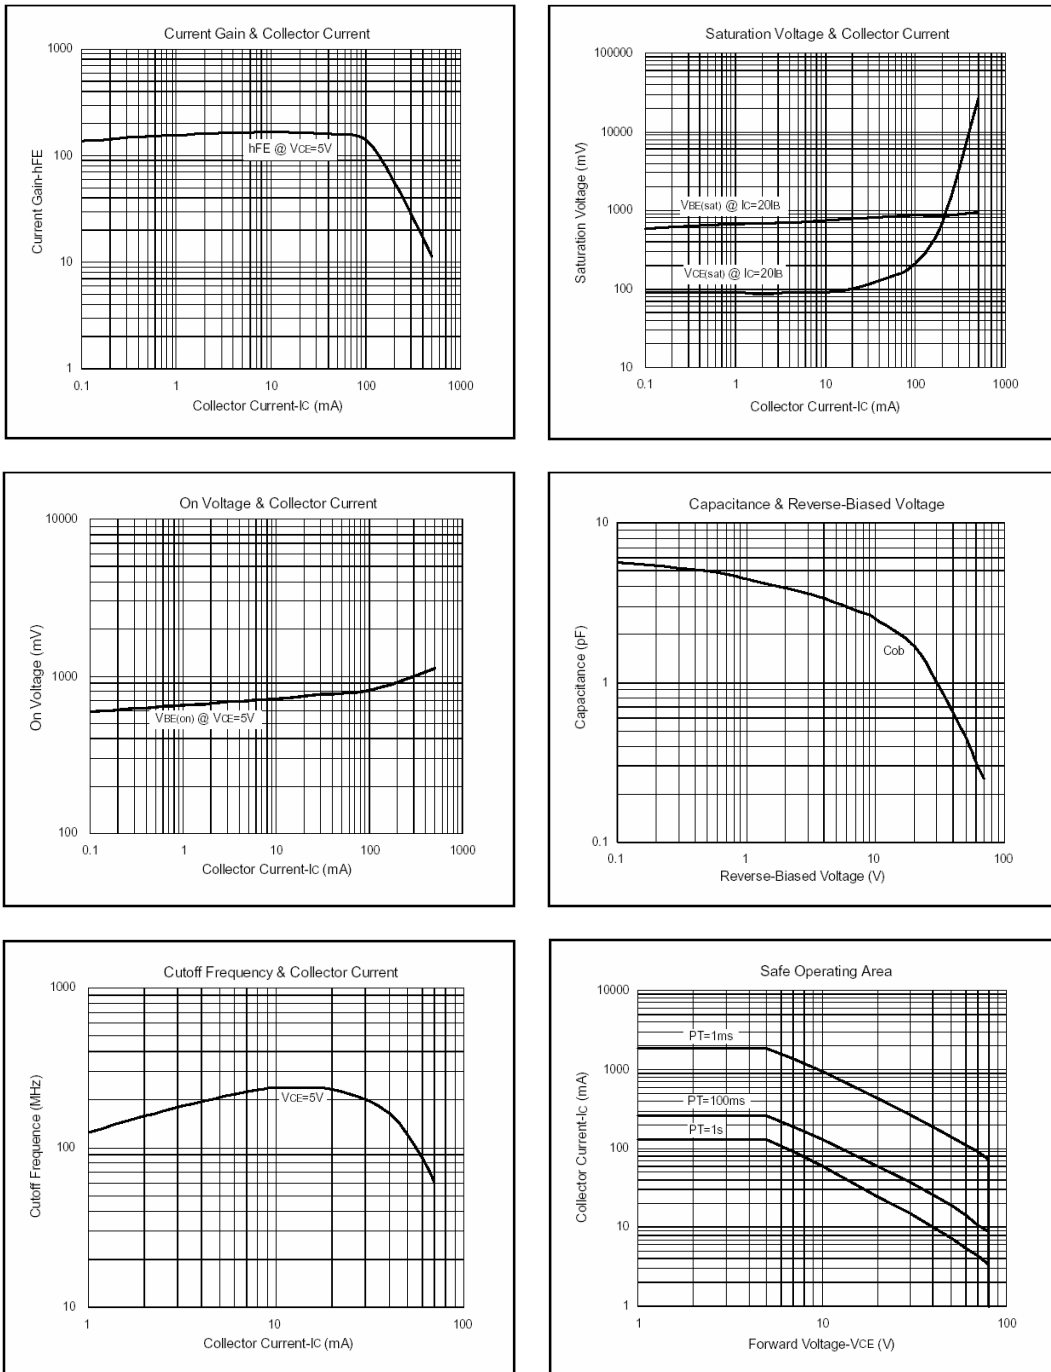 Current Gain & Collector Current
1000
100
10
1
0.1 1 10 100 1000
Current Gain-hFE
hFE @ VCE=5V
Collector Current-IC (mA)
Saturation Voltage & Collector Current
100000
10000
1000
100
10
0.1 1 10 100 1000
Saturation Voltage (mV)
VBE(sat) @ IC=20IB
VCE(sat) @ IC=20IB
Collector Current-IC (mA)
On Voltage & Collector Current
10000
1000
100
0.1 1 10 100 1000
On Voltage (mV)
VBE(on) @ VCE=5V
Collector Current-IC (mA)
Capacitance & Reverse-Biased Voltage
10
1
0.1
0.1 1 10 100
Capacitance (pF)
Cob
Reverse-Biased Voltage (V)
Cutoff Frequency & Collector Current
1000
100
10
1 10 100
Cutoff Frequence (MHz)
VCE=5V
Collector Current-IC (mA)
Safe Operating Area
10000
1000
100
10
1
1 10 100
Collector Current-IC (mA)
PT=1ms
PT=100ms
PT=1s
Forward Voltage-VCE (V)